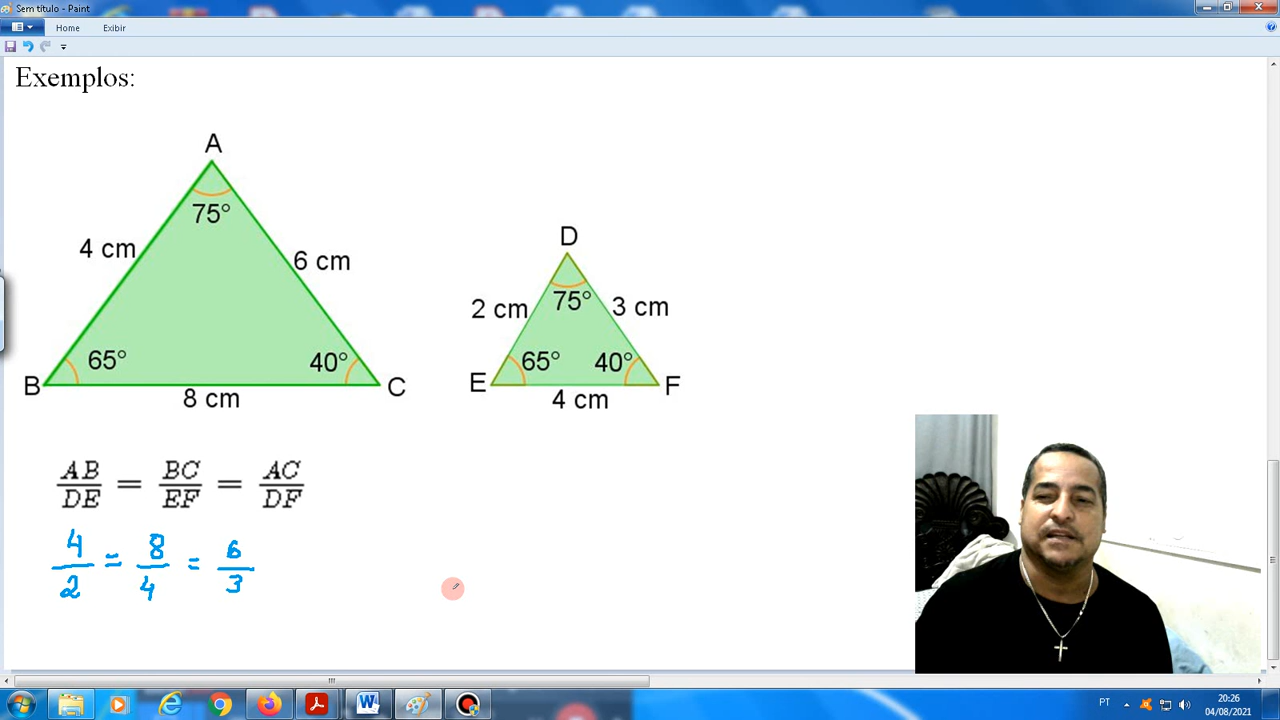 Sem título - Paint
Home Exibir
Exemplos:
A
75°
4 cm
6 cm
65°
40°
B
C
8 cm
D
75°
2 cm
3 cm
65°
40°
E
F
4 cm
AB/DE = BC/EF = AC/DF
4/2 = 8/4 = 6/3
PT
20:26
04/08/2021